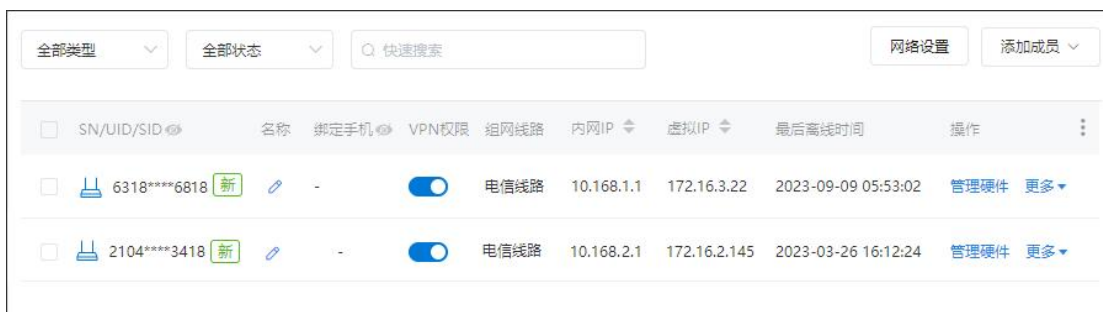 全部类型 全部状态 快速搜索 网络设置 添加成员
SN/UID/SID 名称 绑定手机 VPN权限 组网线路 内网IP 虚拟IP 最后离线时间 操作
6318****6818 新 - 电信线路 10.168.1.1 172.16.3.22 2023-09-09 05:53:02 管理硬件 更多
2104****3418 新 - 电信线路 10.168.2.1 172.16.2.145 2023-03-26 16:12:24 管理硬件 更多